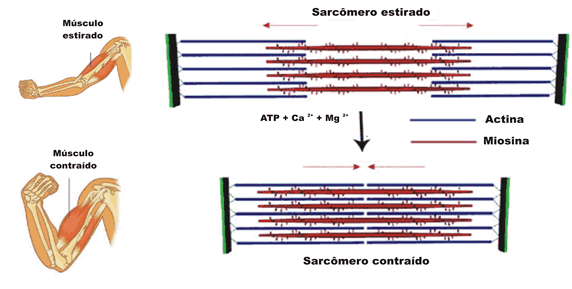 Músculo
estirado
Sarcômero estirado
ATP + Ca ²⁺ + Mg ²⁺
Actina
Miosina
Músculo
contraído
Sarcômero contraído